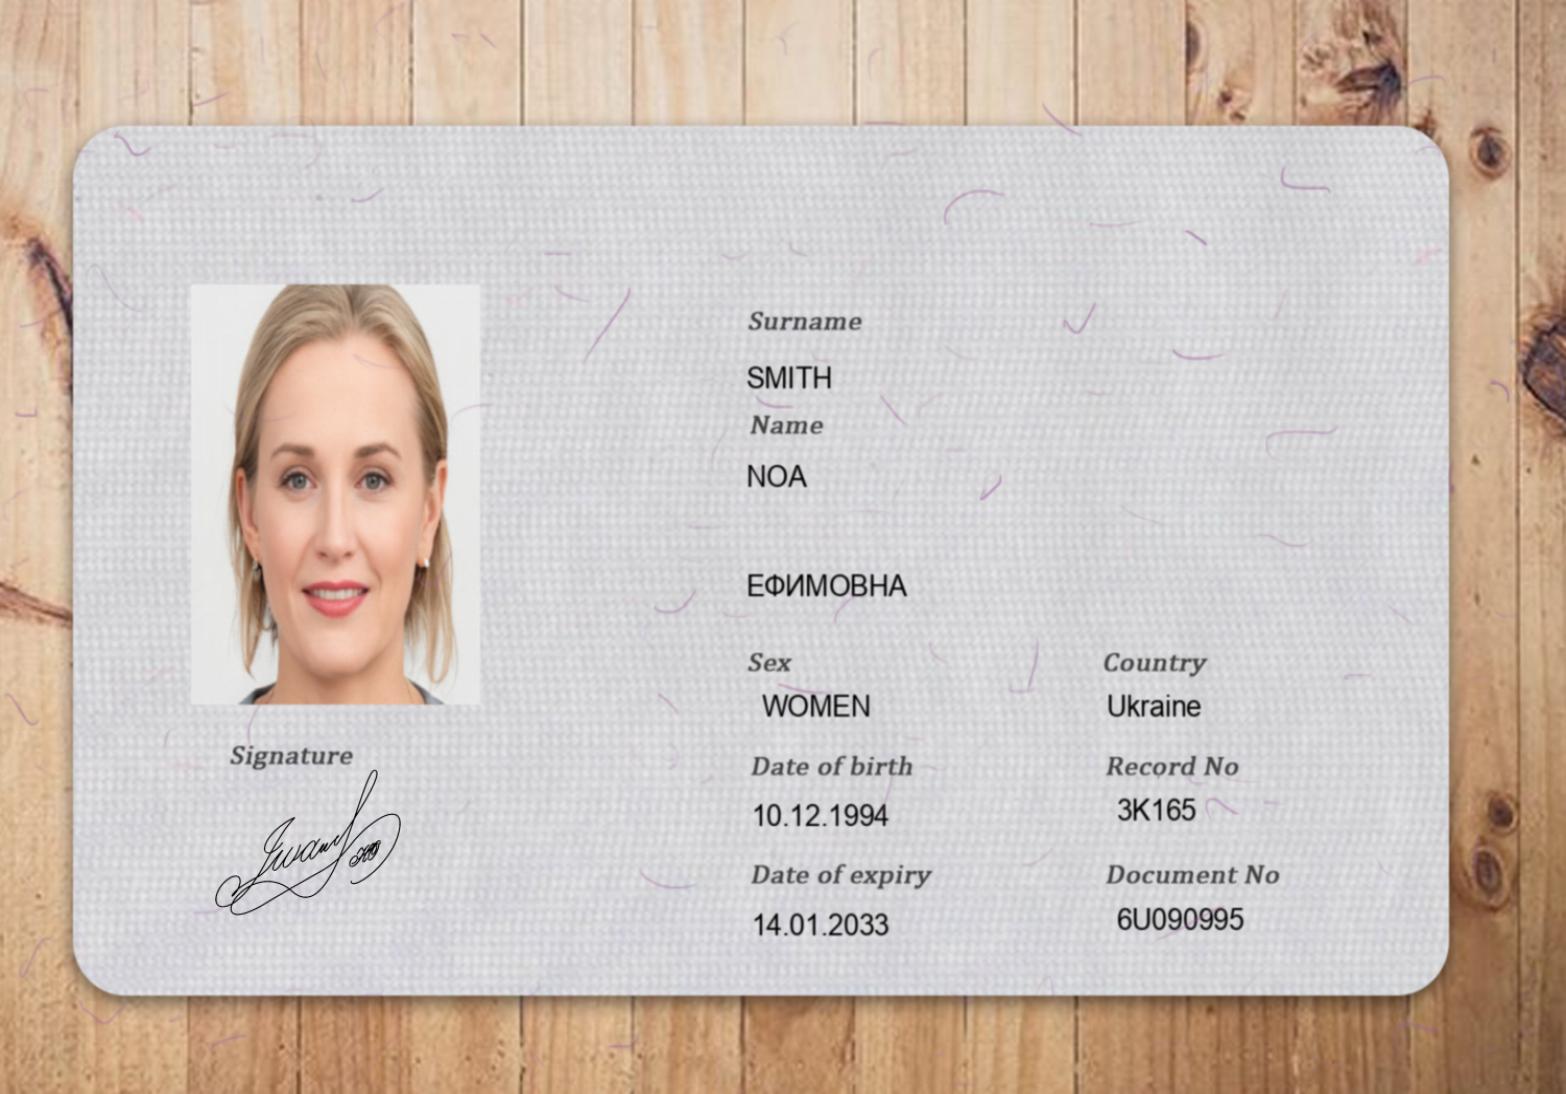 Surname
SMITH
Name
NOA
ЕФИМОВНА
Sex
Country
WOMEN
Ukraine
Date of birth
Record No
10.12.1994
3K165
Date of expiry
Document No
14.01.2033
6U090995
Signature